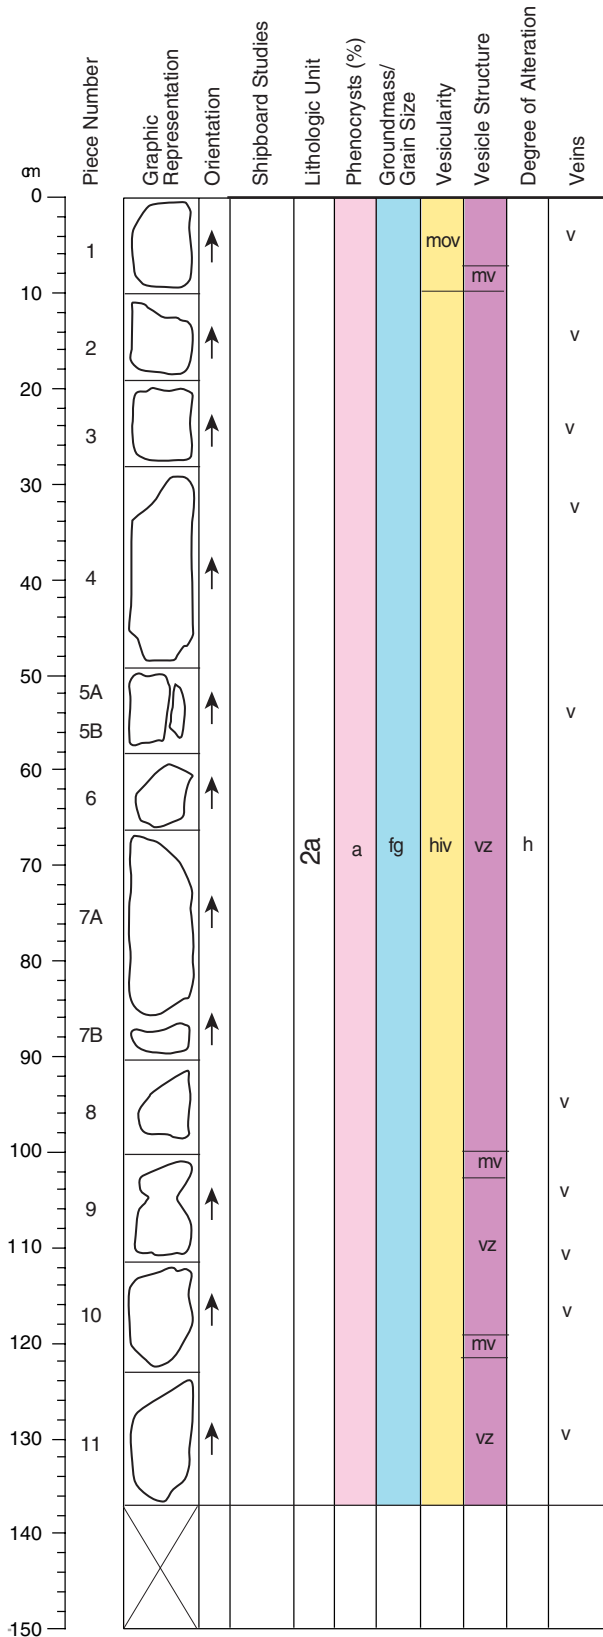 cm
Piece Number
Graphic
Representation
Orientation
Shipboard Studies
Lithologic Unit
Phenocrysts (%)
Groundmass/
Grain Size
Vesicularity
Vesicle Structure
Degree of Alteration
Veins
0
1
mov
v
mv
10
2
v
20
3
v
30
v
4
40
50
5A
v
5B
60
6
70
2a
a
fg
hiv
vz
h
7A
80
7B
90
8
v
100
mv
9
v
110
vz
v
10
v
120
mv
130
11
vz
v
140
150